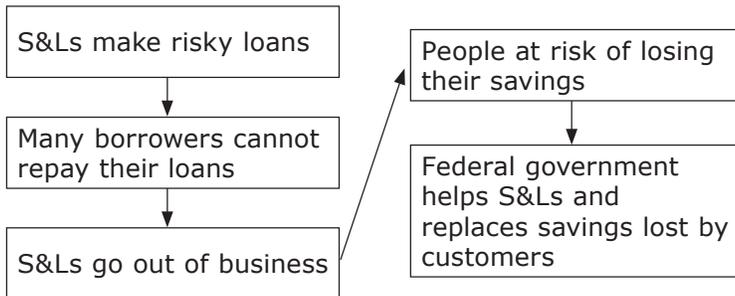 S&Ls make risky loans
Many borrowers cannot
repay their loans
S&Ls go out of business
People at risk of losing
their savings
Federal government
helps S&Ls and
replaces savings lost by
customers